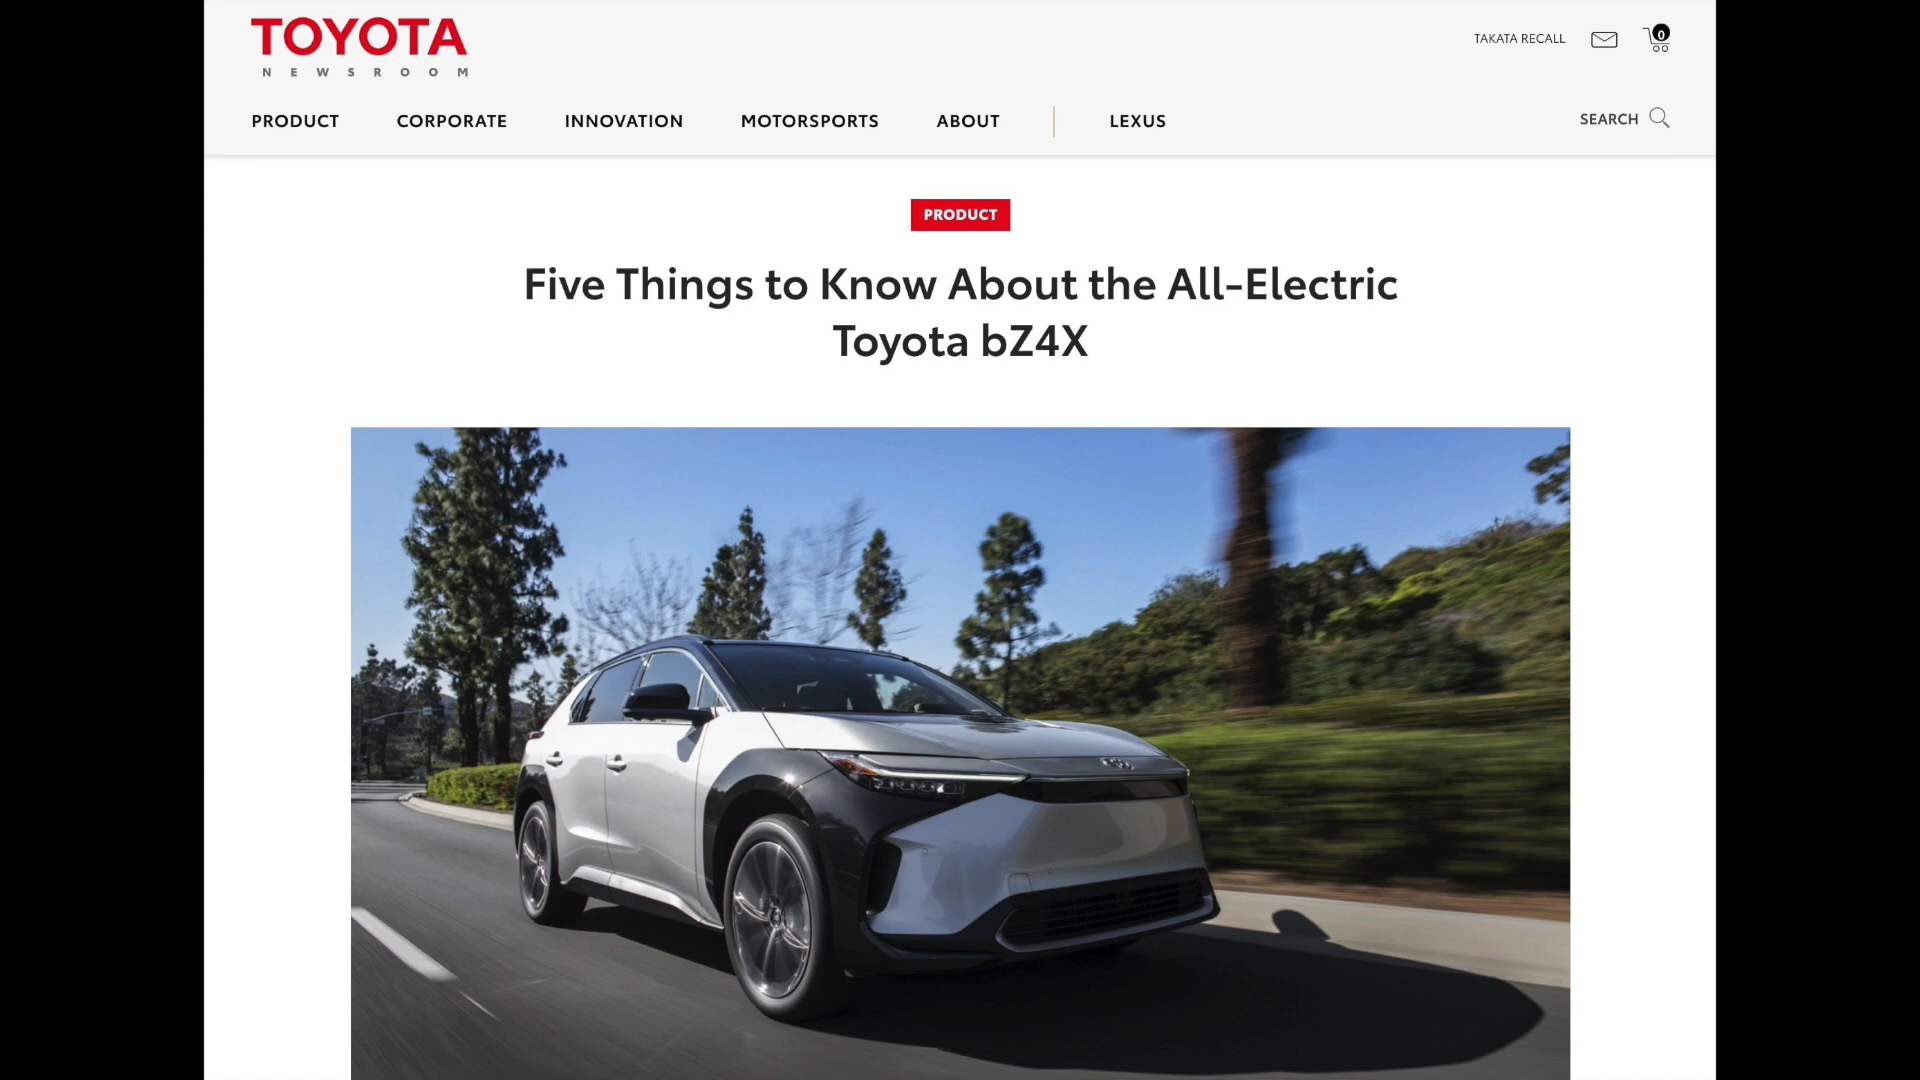 TOYOTA
NEWSROOM
TAKATA RECALL
0
PRODUCT CORPORATE INNOVATION MOTORSPORTS ABOUT LEXUS
SEARCH
PRODUCT
Five Things to Know About the All-Electric
Toyota bZ4X